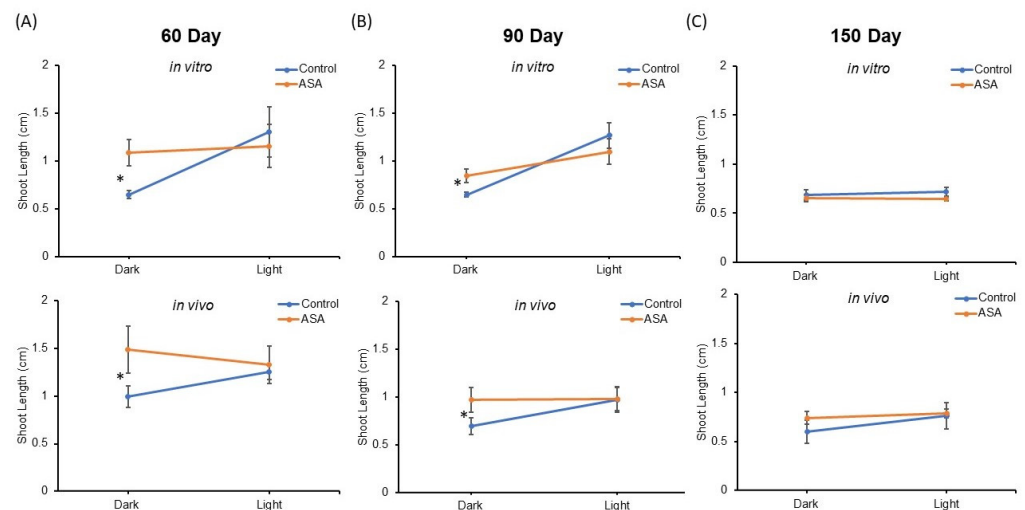 (A)
60 Day
in vitro
Control
ASA
2
1.5
1
0.5
0
Shoot Length (cm)
*
Dark Light
(B)
90 Day
in vitro
Control
ASA
2
1.5
1
0.5
0
Shoot Length (cm)
*
Dark Light
(C)
150 Day
in vitro
Control
ASA
2
1.5
1
0.5
0
Shoot Length (cm)
Dark Light
in vivo
Control
ASA
2
1.5
1
0.5
0
Shoot Length (cm)
*
Dark Light
in vivo
Control
ASA
2
1.5
1
0.5
0
Shoot Length (cm)
*
Dark Light
in vivo
Control
ASA
2
1.5
1
0.5
0
Shoot Length (cm)
Dark Light